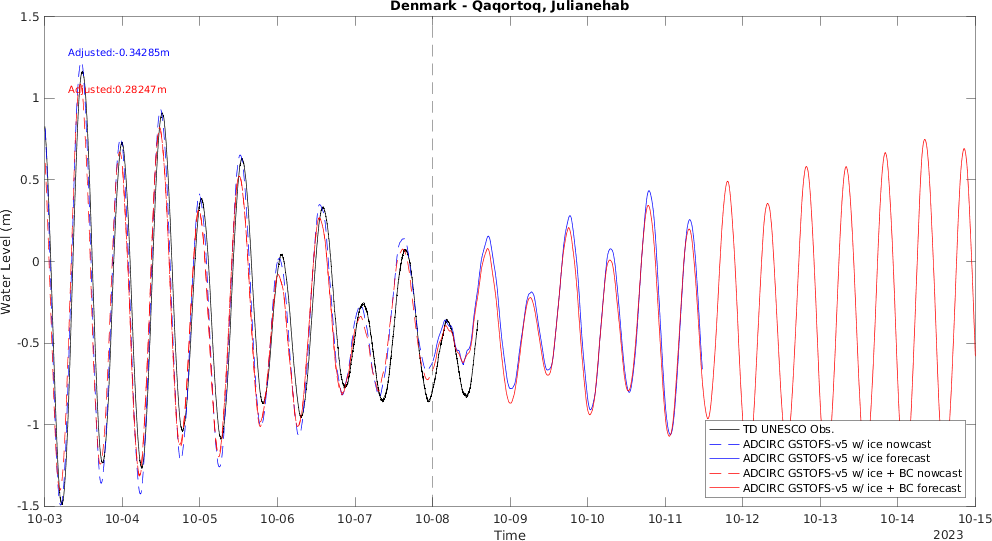 Denmark - Qaqortoq, Julianehab
1.5
Adjusted:-0.34285m
Adjusted:0.28247m
1
0.5
0
-0.5
-1
-1.5
Water Level (m)
TD UNESCO Obs.
ADCIRC GSTOFS-v5 w/ ice nowcast
ADCIRC GSTOFS-v5 w/ ice forecast
ADCIRC GSTOFS-v5 w/ ice + BC nowcast
ADCIRC GSTOFS-v5 w/ ice + BC forecast
10-03 10-04 10-05 10-06 10-07 10-08 10-09 10-10 10-11 10-12 10-13 10-14 10-15
Time
2023